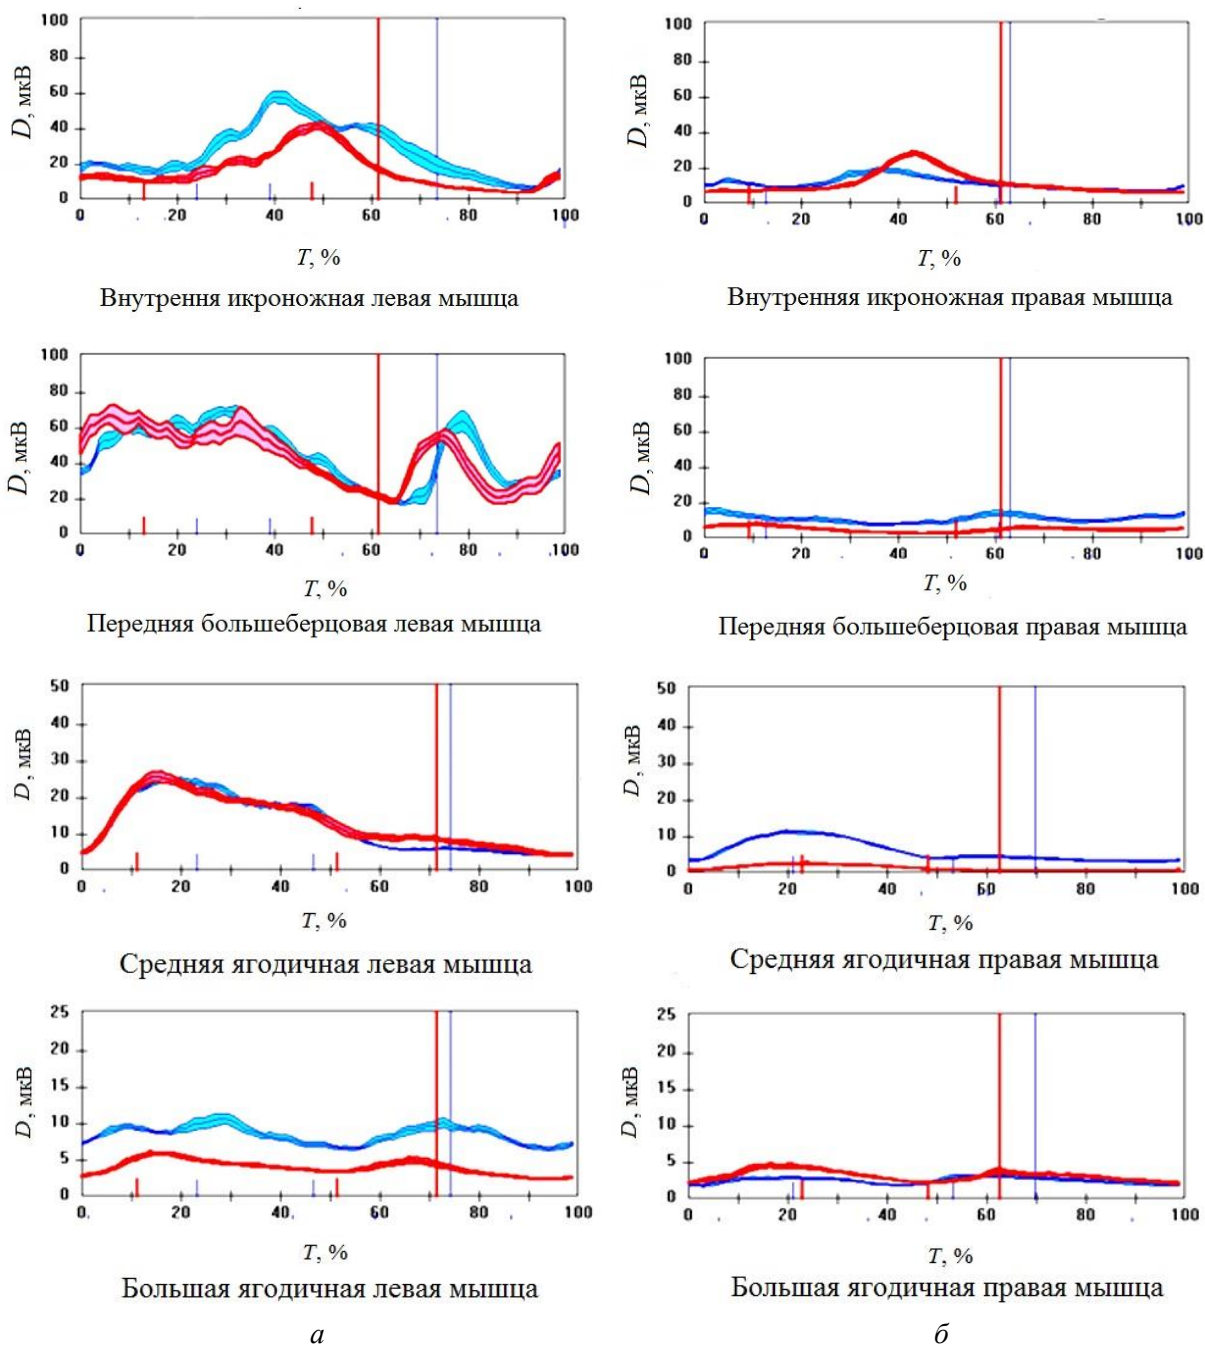 100
80
60
40
20
0
D, мкВ
0 20 40 60 80 100
T, %
Внутрення икроножная левая мышца
100
80
60
40
20
0
D, мкВ
0 20 40 60 80 100
T, %
Внутренняя икроножная правая мышца
100
80
60
40
20
0
D, мкВ
0 20 40 60 80 100
T, %
Передняя большеберцовая левая мышца
100
80
60
40
20
0
D, мкВ
0 20 40 60 80 100
T, %
Передняя большеберцовая правая мышца
50
40
30
20
10
0
D, мкВ
0 20 40 60 80 100
T, %
Средняя ягодичная левая мышца
50
40
30
20
10
0
D, мкВ
0 20 40 60 80 100
T, %
Средняя ягодичная правая мышца
25
20
15
10
5
0
D, мкВ
0 20 40 60 80 100
T, %
Большая ягодичная левая мышца
25
20
15
10
5
0
D, мкВ
0 20 40 60 80 100
T, %
Большая ягодичная правая мышца
а
б